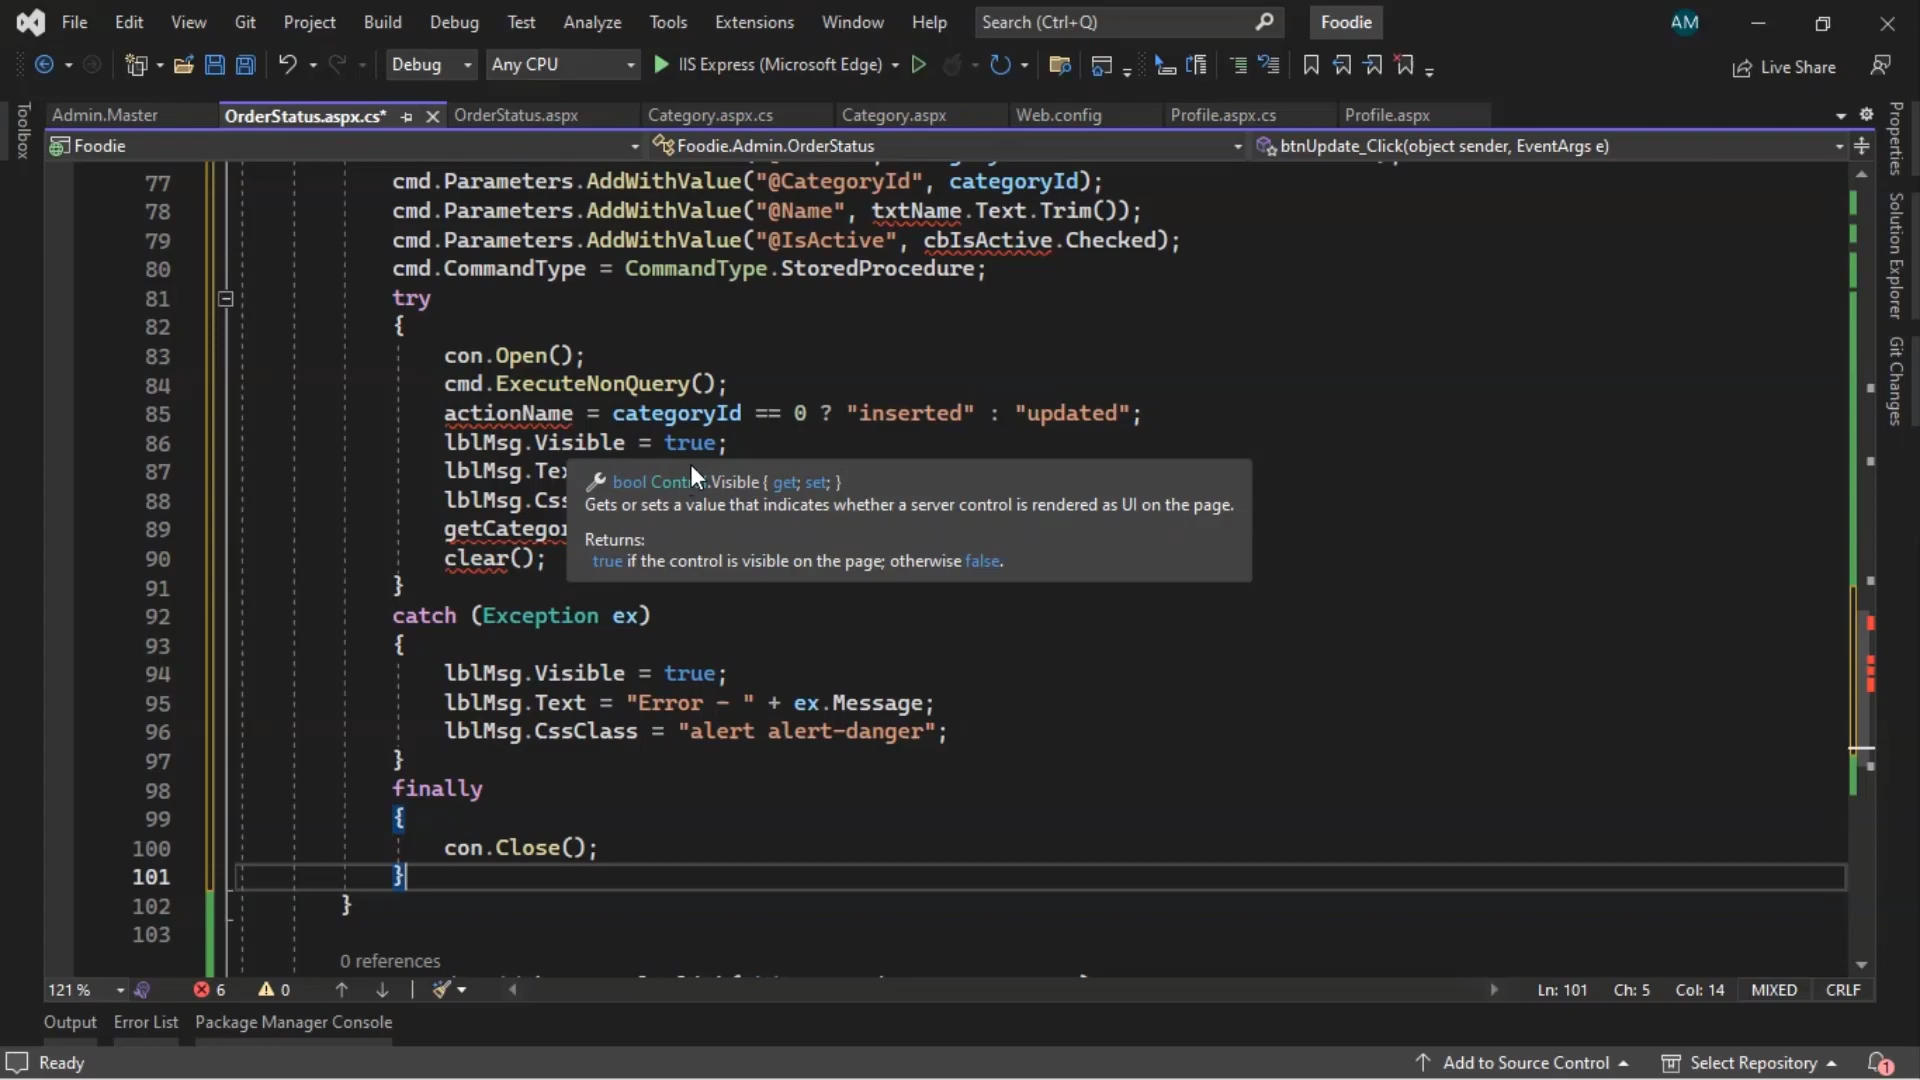 File Edit View Git Project Build Debug Test Analyze Tools Extensions Window Help Search (Ctrl+Q) Foodie AM
Debug Any CPU IIS Express (Microsoft Edge) Live Share
Toolbox
Admin.Master OrderStatus.aspx.cs* OrderStatus.aspx Category.aspx.cs Category.aspx Web.config Profile.aspx.cs Profile.aspx
Foodie Foodie.Admin.OrderStatus btnUpdate_Click(object sender, EventArgs e)
Properties
Solution Explorer
Git Changes
77 cmd.Parameters.AddWithValue("@CategoryId", categoryId);
78 cmd.Parameters.AddWithValue("@Name", txtName.Text.Trim());
79 cmd.Parameters.AddWithValue("@IsActive", cbIsActive.Checked);
80 cmd.CommandType = CommandType.StoredProcedure;
81 try
82 {
83 con.Open();
84 cmd.ExecuteNonQuery();
85 actionName = categoryId == 0 ? "inserted" : "updated";
86 lblMsg.Visible = true;
87 lblMsg.Tex
88 lblMsg.Css
89 getCategor
90 clear();
bool Control.Visible { get; set; }
Gets or sets a value that indicates whether a server control is rendered as UI on the page.
Returns:
true if the control is visible on the page; otherwise false.
91 }
92 catch (Exception ex)
93 {
94 lblMsg.Visible = true;
95 lblMsg.Text = "Error - " + ex.Message;
96 lblMsg.CssClass = "alert alert-danger";
97 }
98 finally
99 {
100 con.Close();
101 }
102 }
103
0 references
121 % 6 0 Ln: 101 Ch: 5 Col: 14 MIXED CRLF
Output Error List Package Manager Console
Ready Add to Source Control Select Repository 1